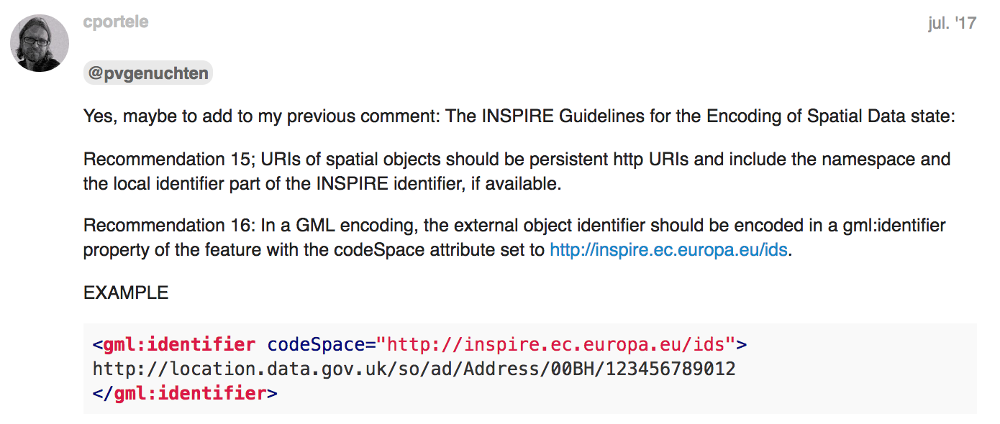 cportele
jul. '17
@pvgenuchten
Yes, maybe to add to my previous comment: The INSPIRE Guidelines for the Encoding of Spatial Data state:
Recommendation 15; URIs of spatial objects should be persistent http URIs and include the namespace and
the local identifier part of the INSPIRE identifier, if available.
Recommendation 16: In a GML encoding, the external object identifier should be encoded in a gml:identifier
property of the feature with the codeSpace attribute set to http://inspire.ec.europa.eu/ids.
EXAMPLE
<gml:identifier codeSpace="http://inspire.ec.europa.eu/ids">
http://location.data.gov.uk/so/ad/Address/00BH/123456789012
</gml:identifier>